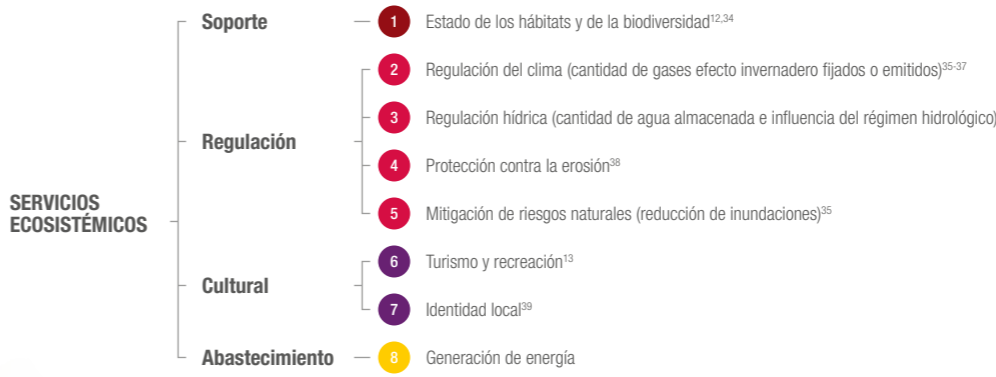 SERVICIOS
ECOSISTÉMICOS
Soporte
1 Estado de los hábitats y de la biodiversidad12,34
Regulación
2 Regulación del clima (cantidad de gases efecto invernadero fijados o emitidos)35-37
3 Regulación hídrica (cantidad de agua almacenada e influencia del régimen hidrológico)
4 Protección contra la erosión38
5 Mitigación de riesgos naturales (reducción de inundaciones)35
Cultural
6 Turismo y recreación13
7 Identidad local39
Abastecimiento
8 Generación de energía